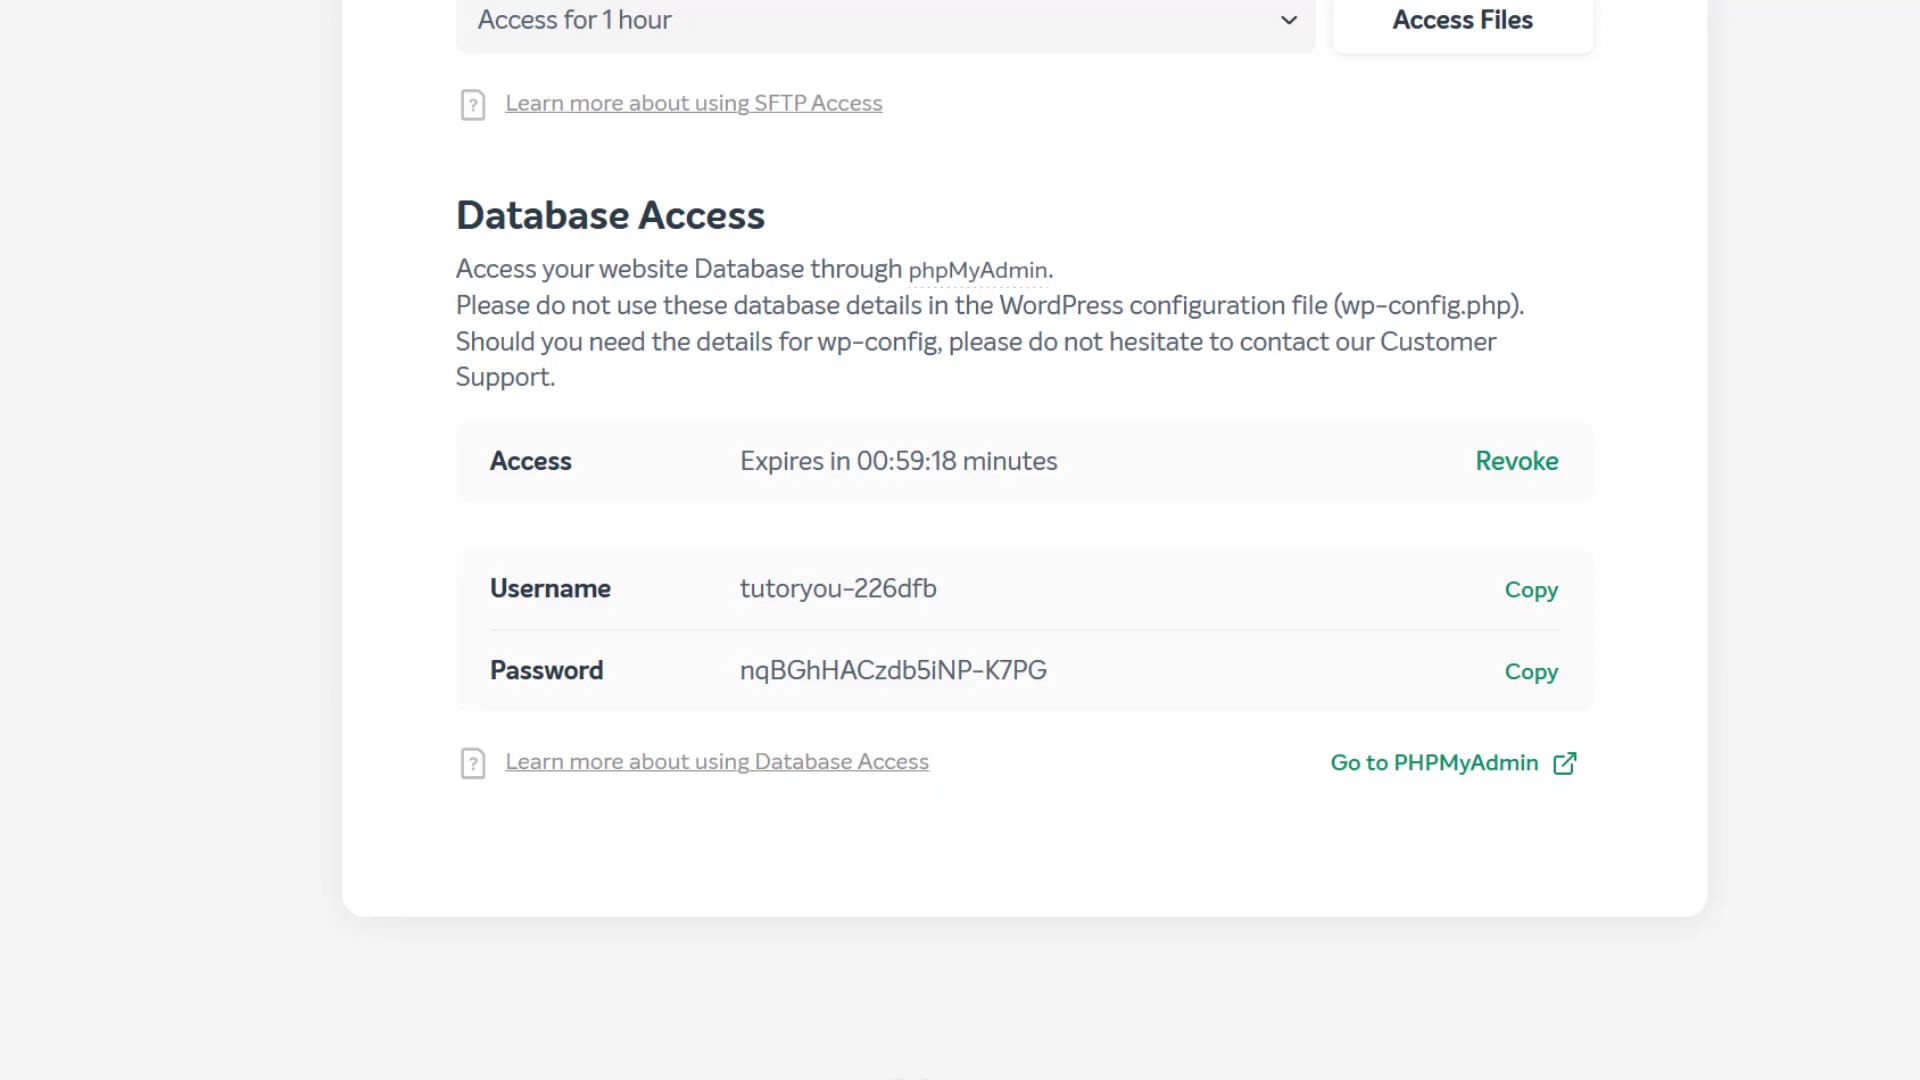 Access for 1 hour
Access Files
Learn more about using SFTP Access
Database Access
Access your website Database through phpMyAdmin.
Please do not use these database details in the WordPress configuration file (wp-config.php).
Should you need the details for wp-config, please do not hesitate to contact our Customer
Support.
Access Expires in 00:59:18 minutes Revoke
Username tutoryou-226dfb Copy
Password nqBGhHACzdb5iNP-K7PG Copy
Learn more about using Database Access
Go to PHPMyAdmin